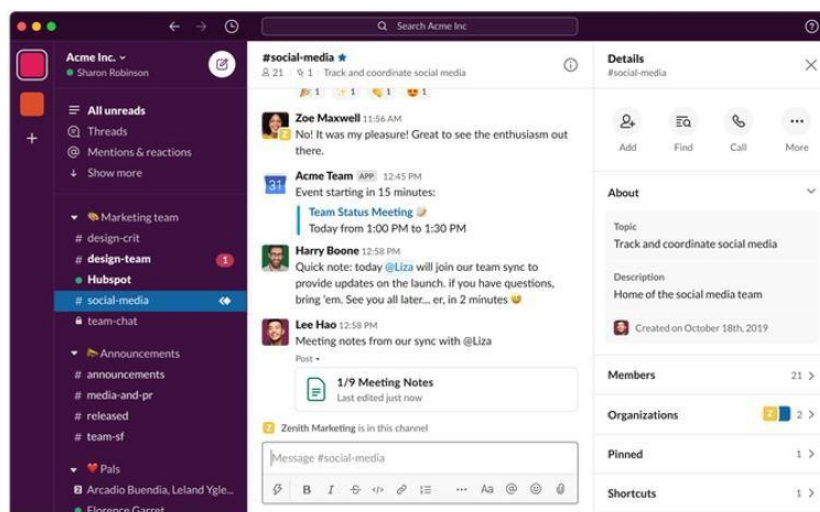 Search Acme Inc
Acme Inc.
Sharon Robinson
All unreads
Threads
@ Mentions & reactions
Show more
Marketing team
# design-crit
# design-team 1
Hubspot
# social-media
team-chat
Announcements
# announcements
# media-and-pr
# released
# team-sf
Pals
2 Arcadio Buendia, Leland Ygle...
Florence Garret
#social-media
21 1 Track and coordinate social media
1 1 1 1
Zoe Maxwell 11:56 AM
No! It was my pleasure! Great to see the enthusiasm out
there.
31
Acme Team APP 12:45 PM
Event starting in 15 minutes:
Team Status Meeting
Today from 1:00 PM to 1:30 PM
Harry Boone 12:58 PM
Quick note: today @Liza will join our team sync to
provide updates on the launch. if you have questions,
bring 'em. See you all later... er, in 2 minutes
Lee Hao 12:58 PM
Meeting notes from our sync with @Liza
Post
1/9 Meeting Notes
Last edited just now
Z Zenith Marketing is in this channel
Message #social-media
B I S </> Aa @
Details
#social-media
Add Find Call More
About
Topic
Track and coordinate social media
Description
Home of the social media team
Created on October 18th, 2019
Members 21
Organizations Z 2
Pinned 1
Shortcuts 1